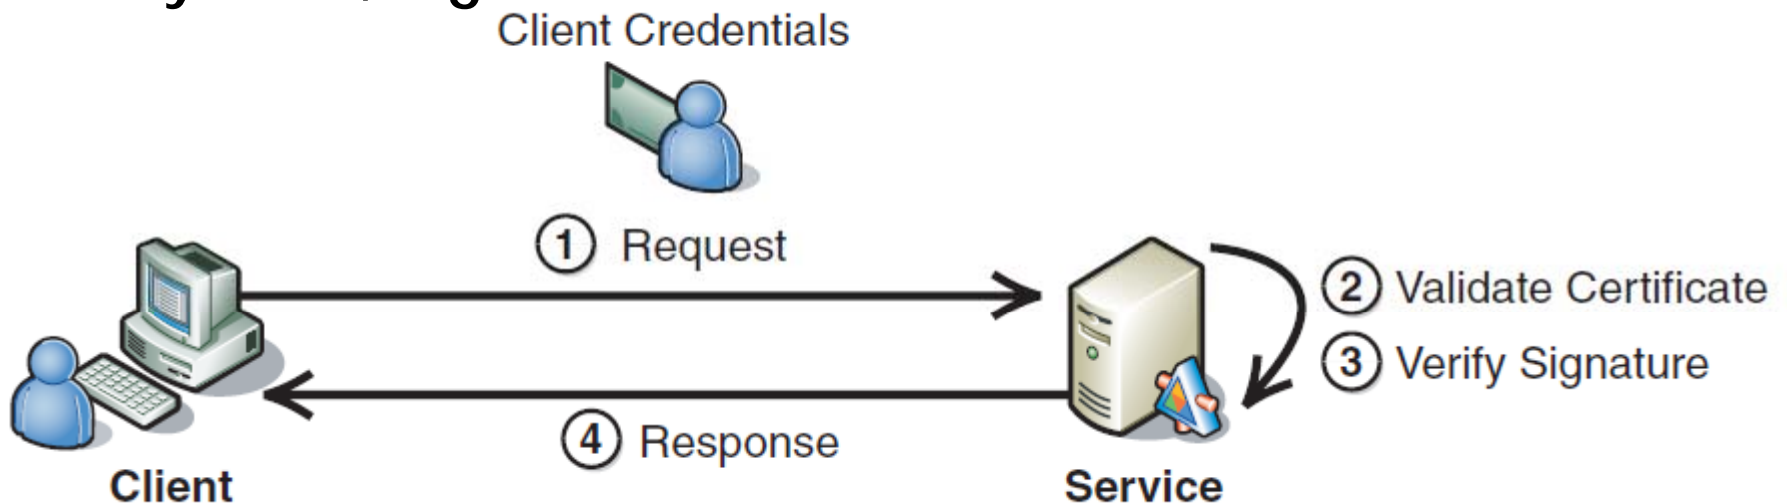 Client Credentials
1 Request
2 Validate Certificate
3 Verify Signature
4 Response
Client
Service